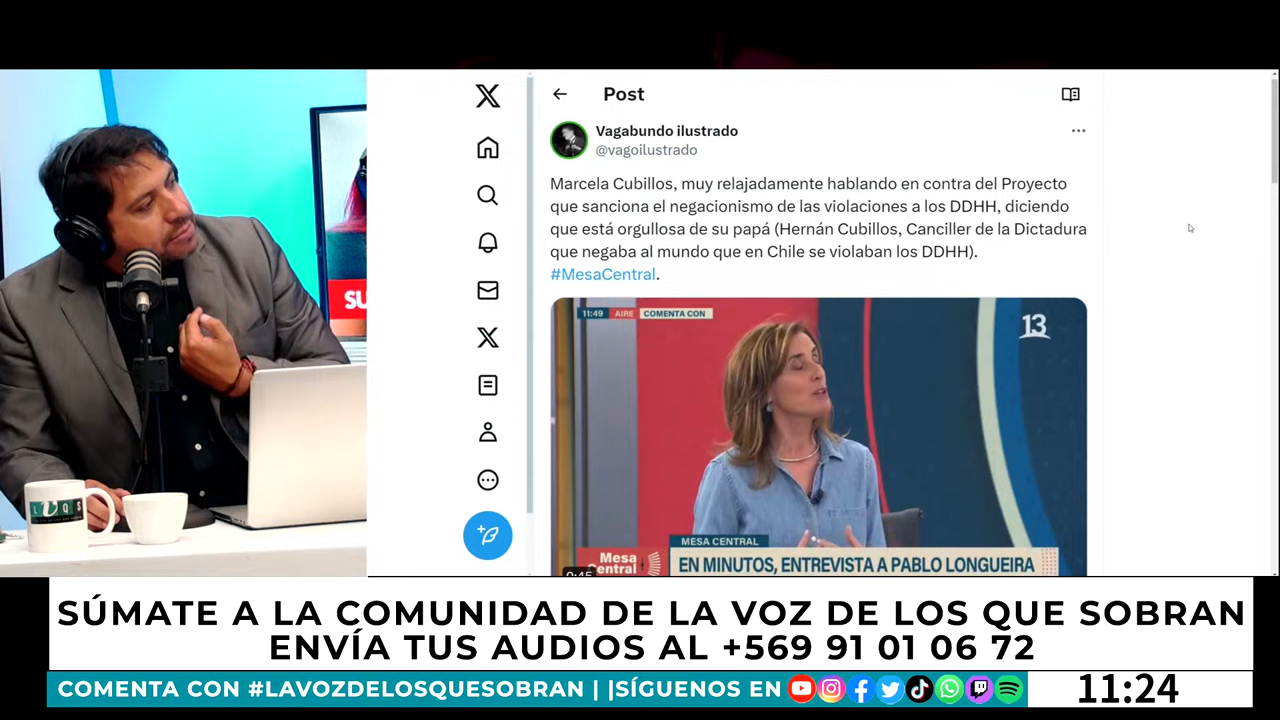 Post
Vagabundo ilustrado
@vagoilustrado
Marcela Cubillos, muy relajadamente hablando en contra del Proyecto
que sanciona el negacionismo de las violaciones a los DDHH, diciendo
que está orgullosa de su papá (Hernán Cubillos, Canciller de la Dictadura
que negaba al mundo que en Chile se violaban los DDHH).
#MesaCentral.
11:49 AIRE COMENTA CON
13
MESA CENTRAL
Mesa
Central
EN MINUTOS, ENTREVISTA A PABLO LONGUEIRA
SU
LVQS
SÚMATE A LA COMUNIDAD DE LA VOZ DE LOS QUE SOBRAN
ENVÍA TUS AUDIOS AL +569 91 01 06 72
COMENTA CON #LAVOZDELOSQUESOBRAN | |SÍGUENOS EN
11:24